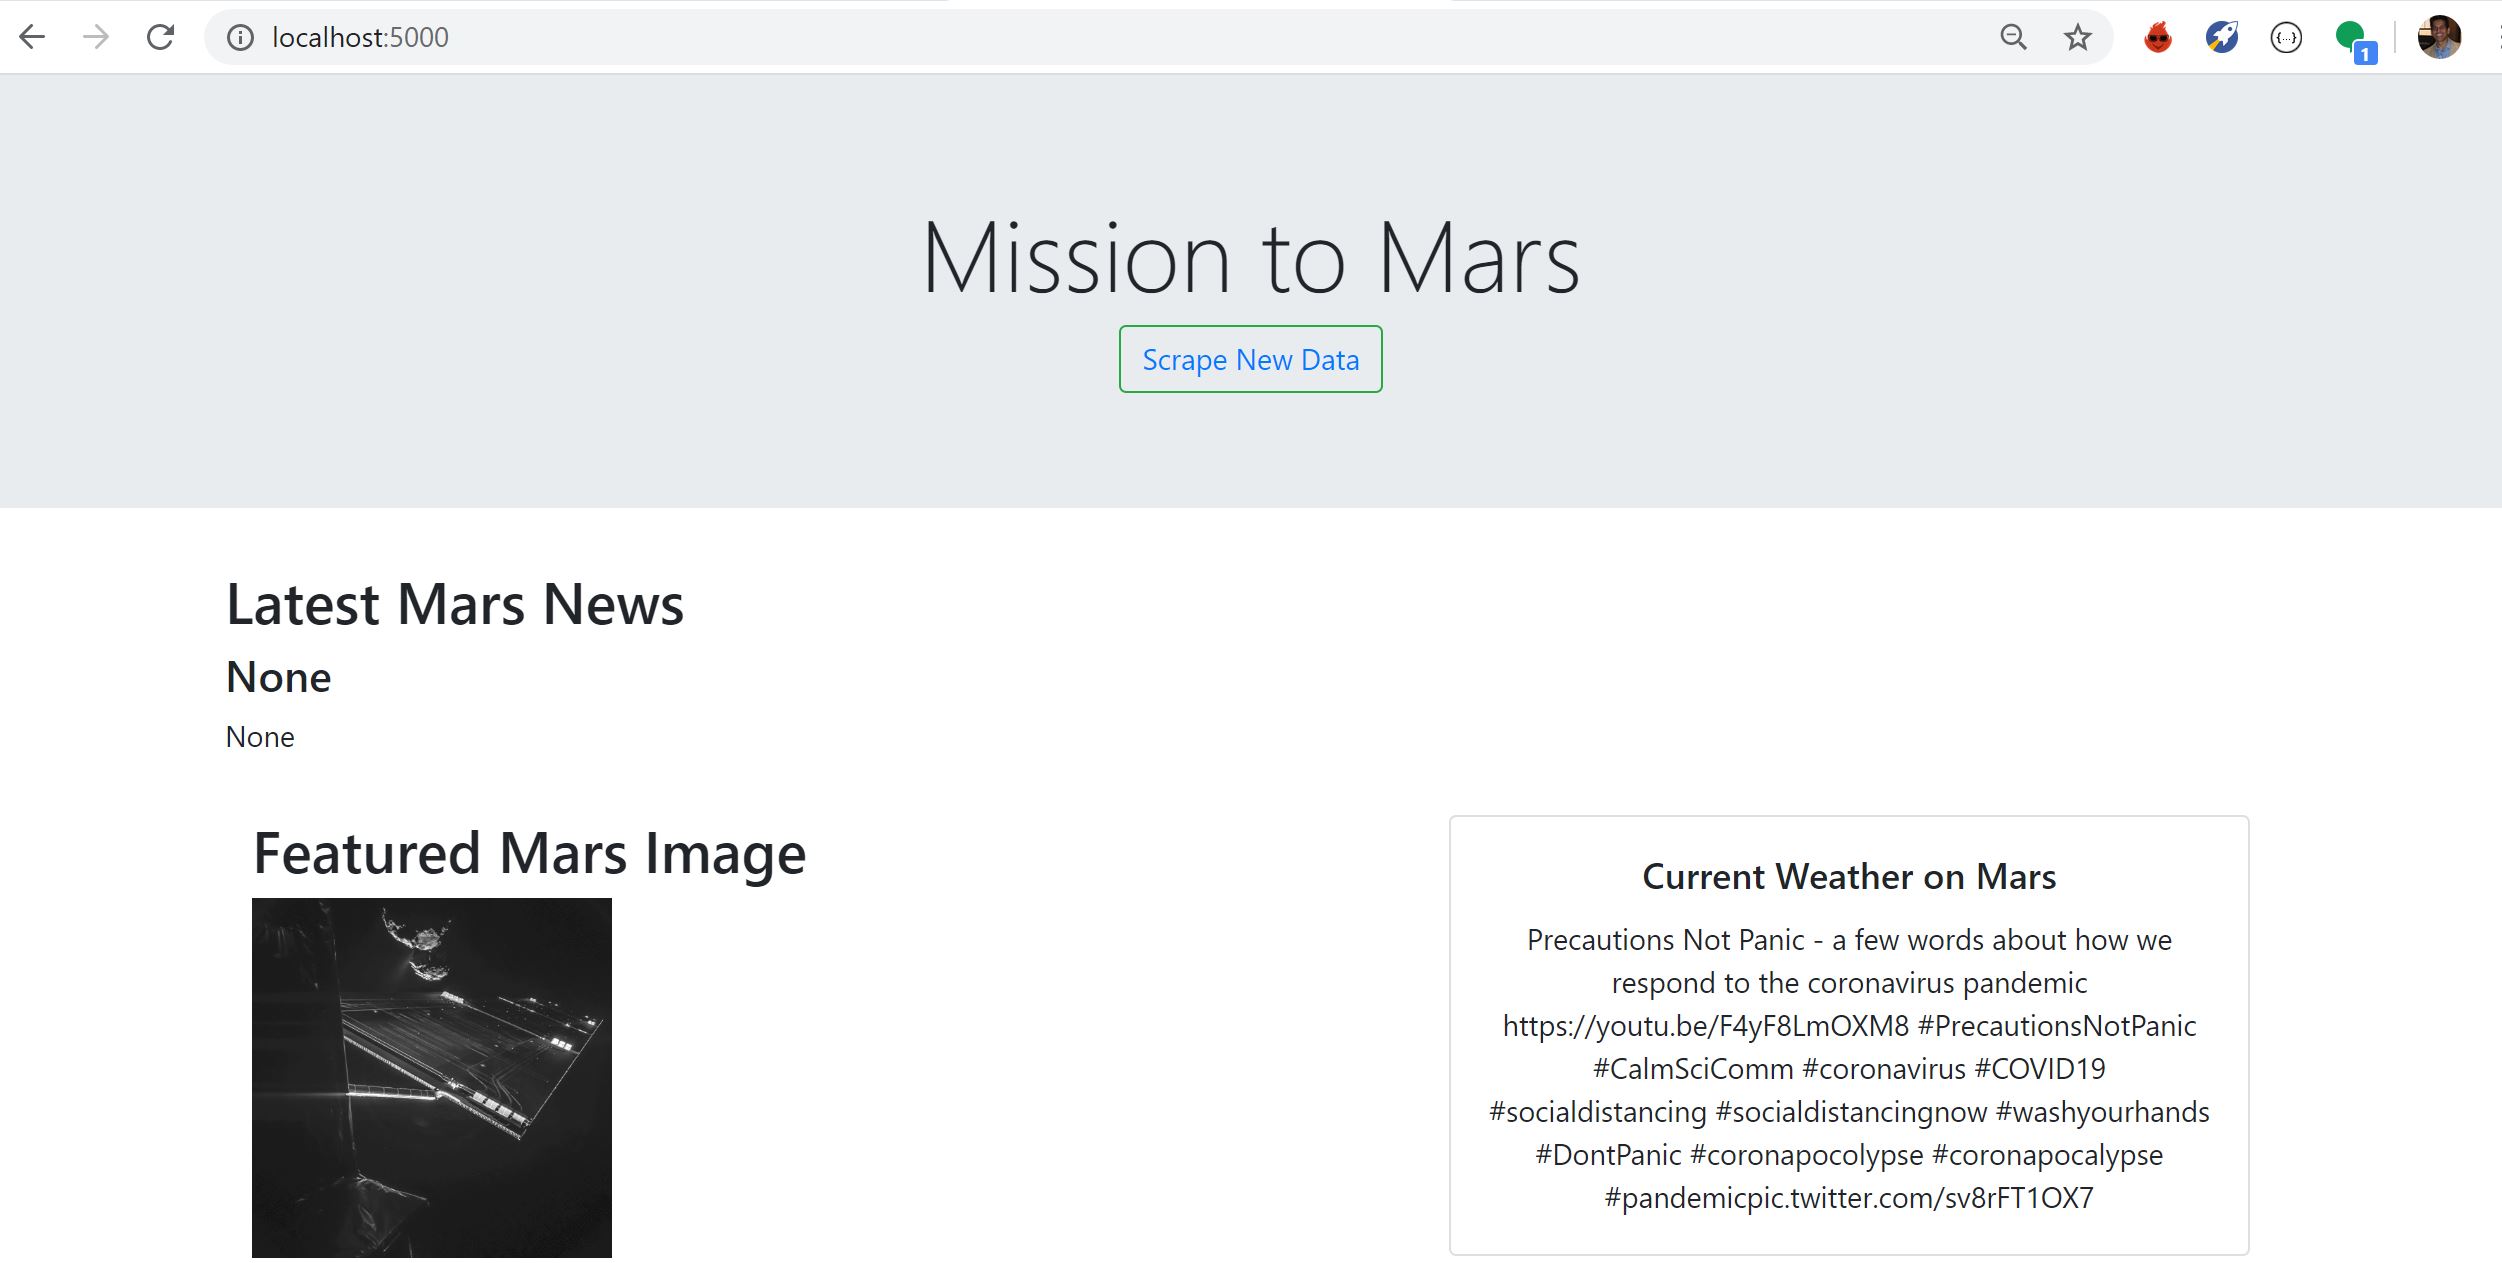 localhost:5000
{...}
1
Mission to Mars
Scrape New Data
Latest Mars News
None
None
Featured Mars Image
Current Weather on Mars
Precautions Not Panic - a few words about how we
respond to the coronavirus pandemic
https://youtu.be/F4yF8LmOXM8 #PrecautionsNotPanic
#CalmSciComm #coronavirus #COVID19
#socialdistancing #socialdistancingnow #washyourhands
#DontPanic #coronapocolypse #coronapocalypse
#pandemicpic.twitter.com/sv8rFT1OX7